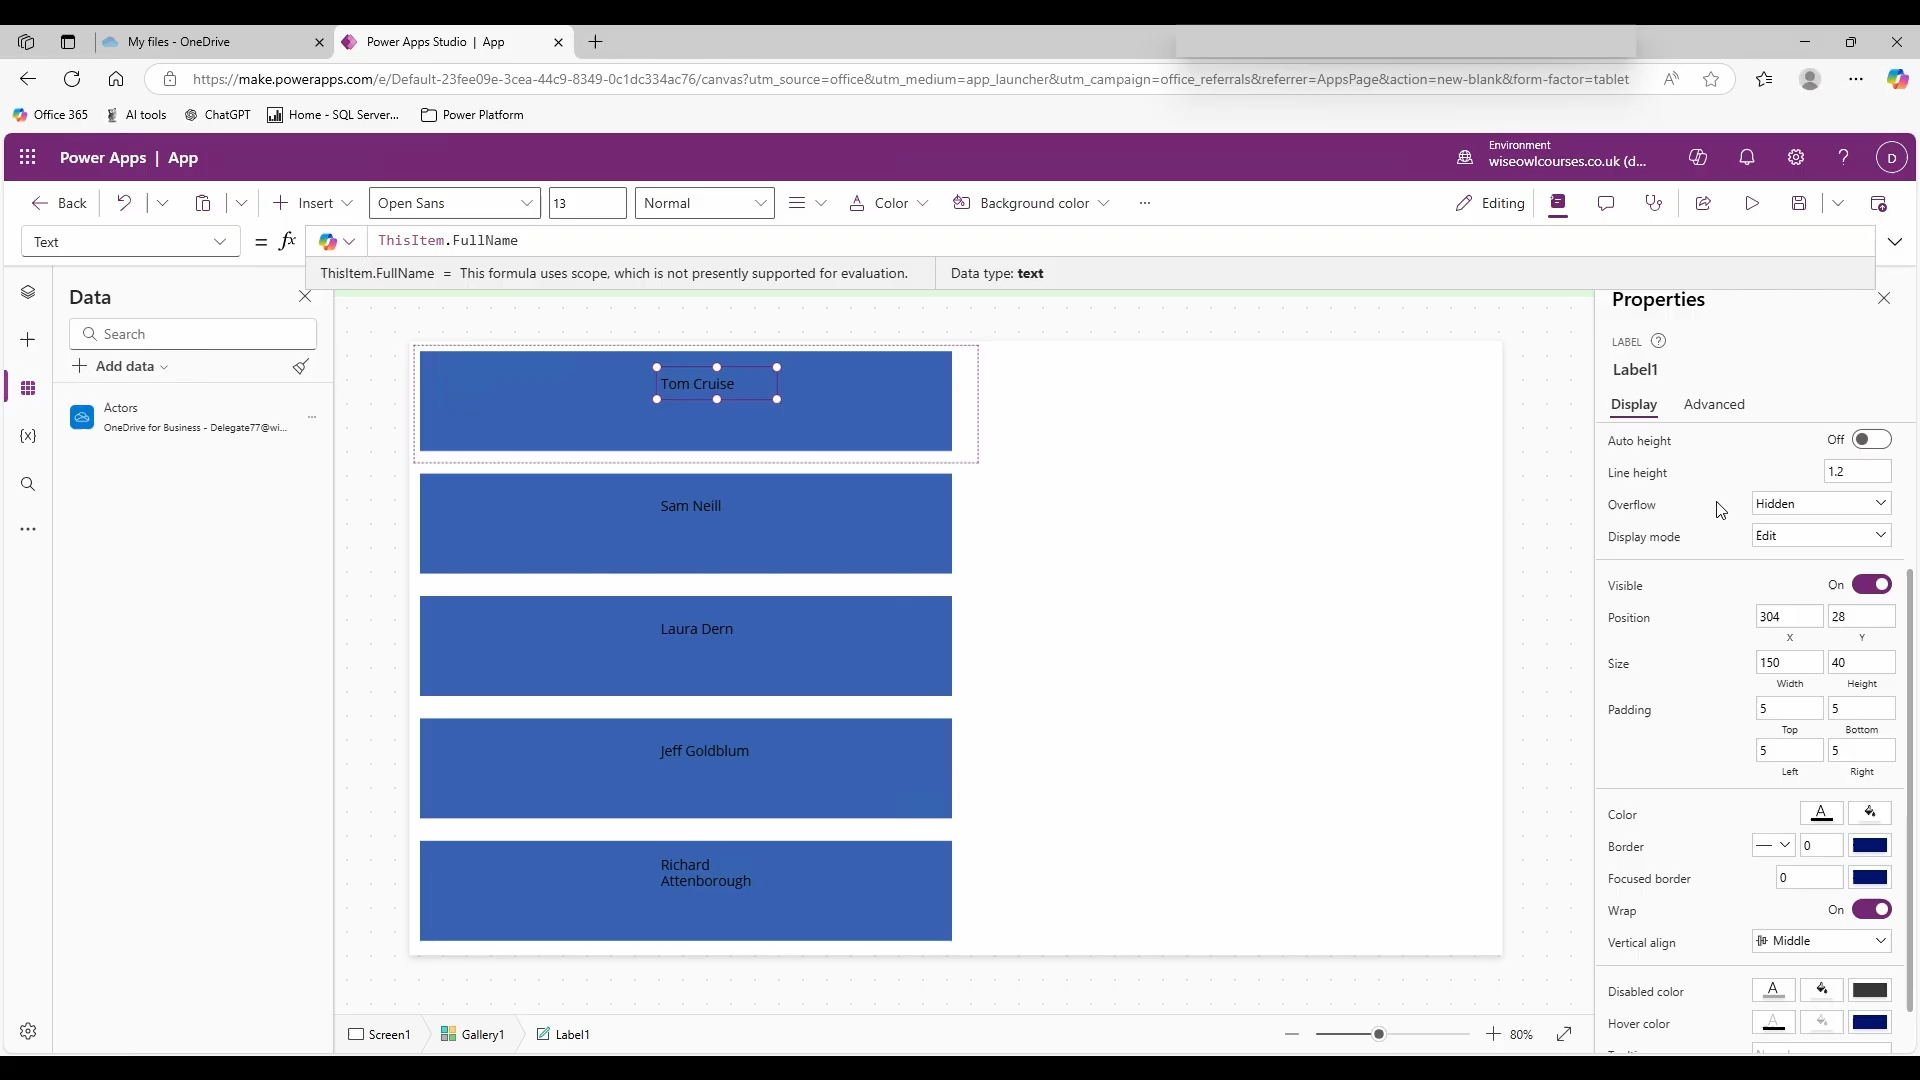 My files - OneDrive
Power Apps Studio | App
https://make.powerapps.com/e/Default-23fee09e-3cea-44c9-8349-0c1dc334ac76/canvas?utm_source=office&utm_medium=app_launcher&utm_campaign=office_referrals&referrer=AppsPage&action=new-blank&form-factor=tablet
Office 365
AI tools
ChatGPT
Home - SQL Server...
Power Platform
Power Apps | App
Environment
wiseowlcourses.co.uk (d...
D
Back
Insert
Open Sans
13
Normal
Color
Background color
Editing
Text
= fx
ThisItem.FullName
ThisItem.FullName = This formula uses scope, which is not presently supported for evaluation.
Data type: text
Data
Search
Add data
Actors
OneDrive for Business - Delegate77@wi...
Tom Cruise
Sam Neill
Laura Dern
Jeff Goldblum
Richard
Attenborough
Properties
LABEL
Label1
Display
Advanced
Auto height
Off
Line height
1.2
Overflow
Hidden
Display mode
Edit
Visible
On
Position
304
28
X
Y
Size
150
40
Width
Height
Padding
5
5
Top
Bottom
5
5
Left
Right
Color
Border
0
Focused border
0
Wrap
On
Vertical align
Middle
Disabled color
Hover color
Screen1
Gallery1
Label1
80%